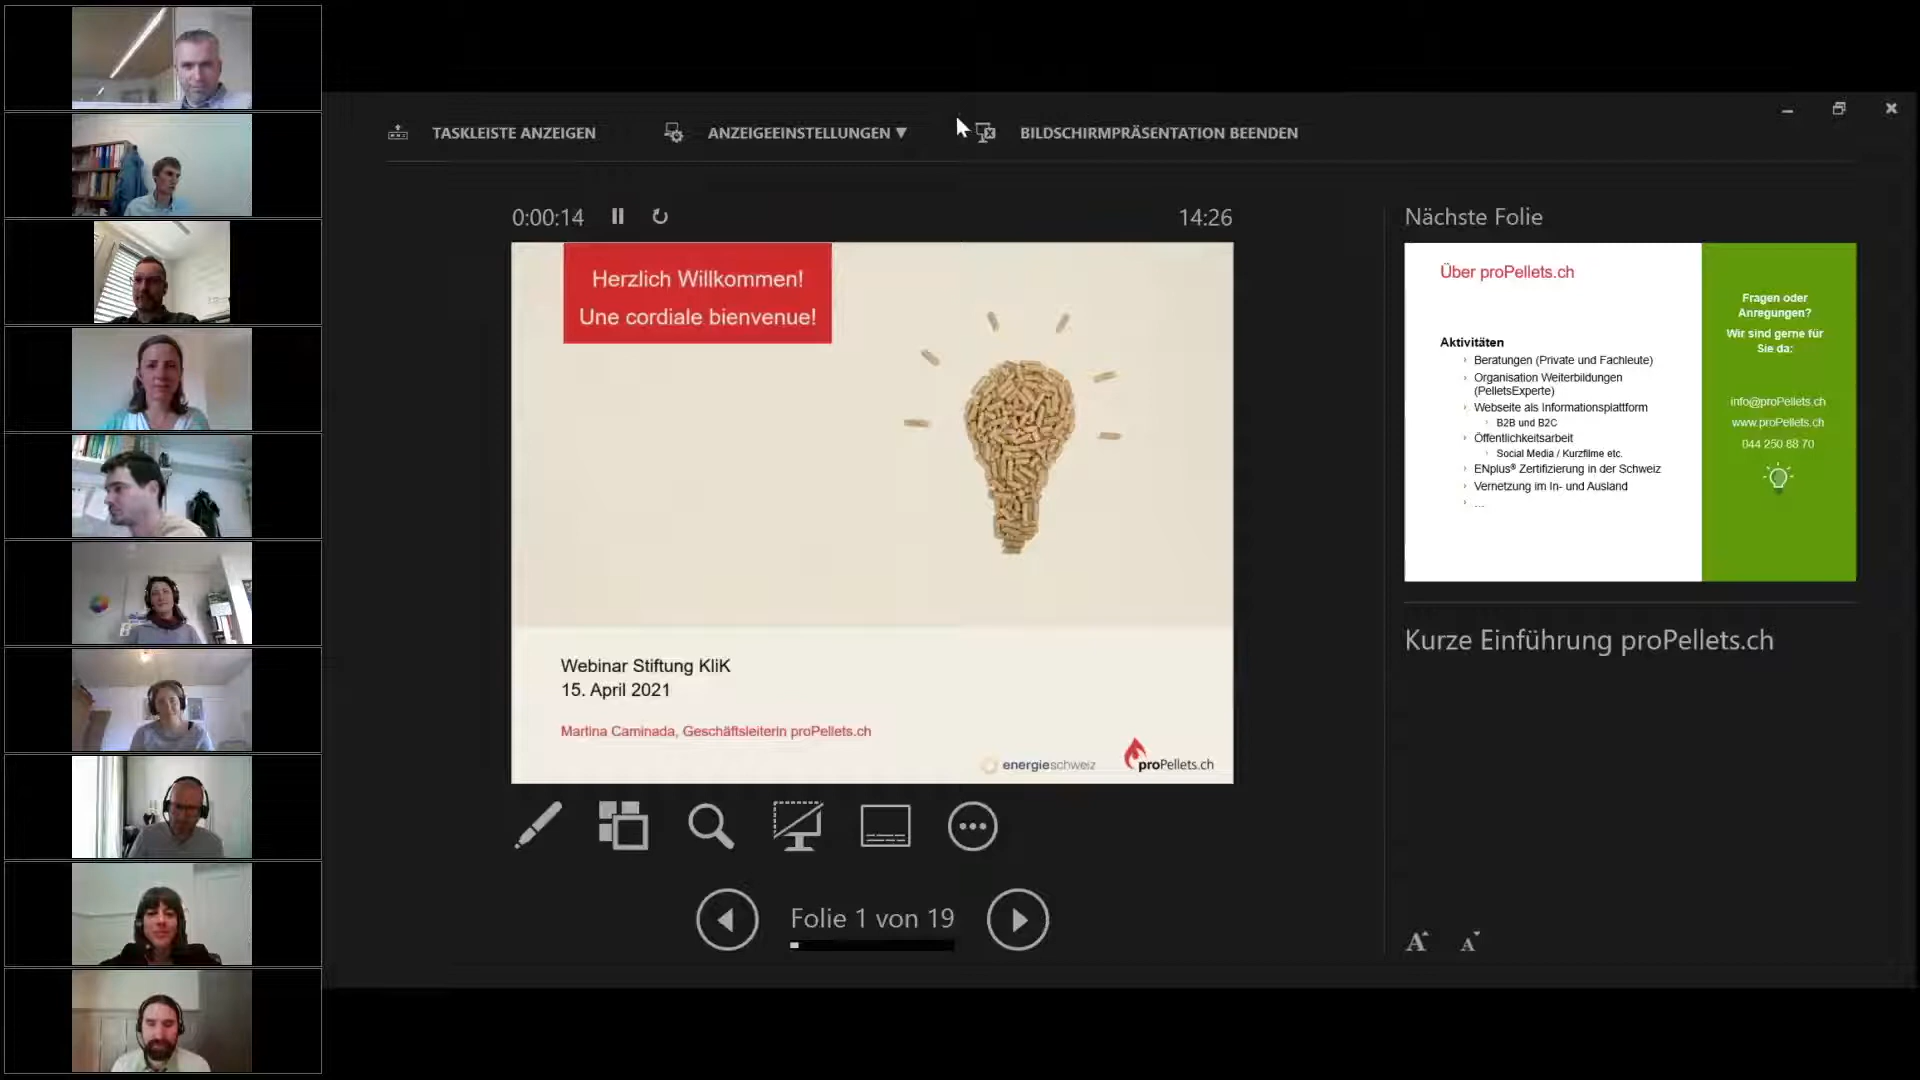 TASKLEISTE ANZEIGEN
ANZEIGEEINSTELLUNGEN ▼
BILDSCHIRMPRÄSENTATION BEENDEN
0:00:14
14:26
Herzlich Willkommen!
Une cordiale bienvenue!
Webinar Stiftung KliK
15. April 2021
Martina Caminada, Geschäftsleiterin proPellets.ch
energieschweiz
proPellets.ch
Folie 1 von 19
Nächste Folie
Über proPellets.ch
Aktivitäten
Beratungen (Private und Fachleute)
Organisation Weiterbildungen
(PelletsExperte)
Webseite als Informationsplattform
B2B und B2C
Öffentlichkeitsarbeit
Social Media / Kurzfilme etc.
ENplus® Zertifizierung in der Schweiz
Vernetzung im In- und Ausland
...
Fragen oder
Anregungen?
Wir sind gerne für
Sie da:
info@proPellets.ch
www.proPellets.ch
044 250 88 70
Kurze Einführung proPellets.ch
A A